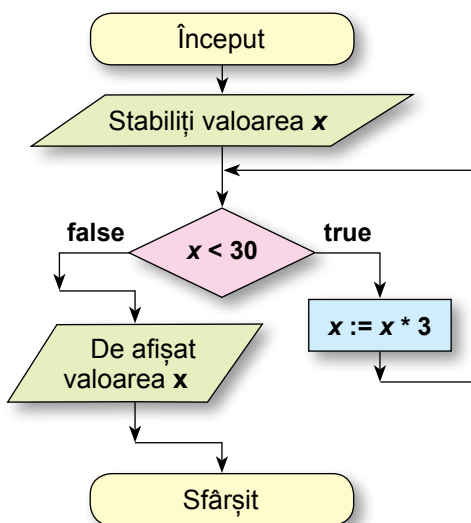 Început
Stabiliți valoarea x
false
x < 30
true
x := x * 3
De afișat
valoarea x
Sfârșit